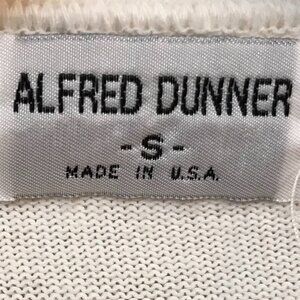 ALFRED DUNNER
- S -
MADE IN U.S.A.